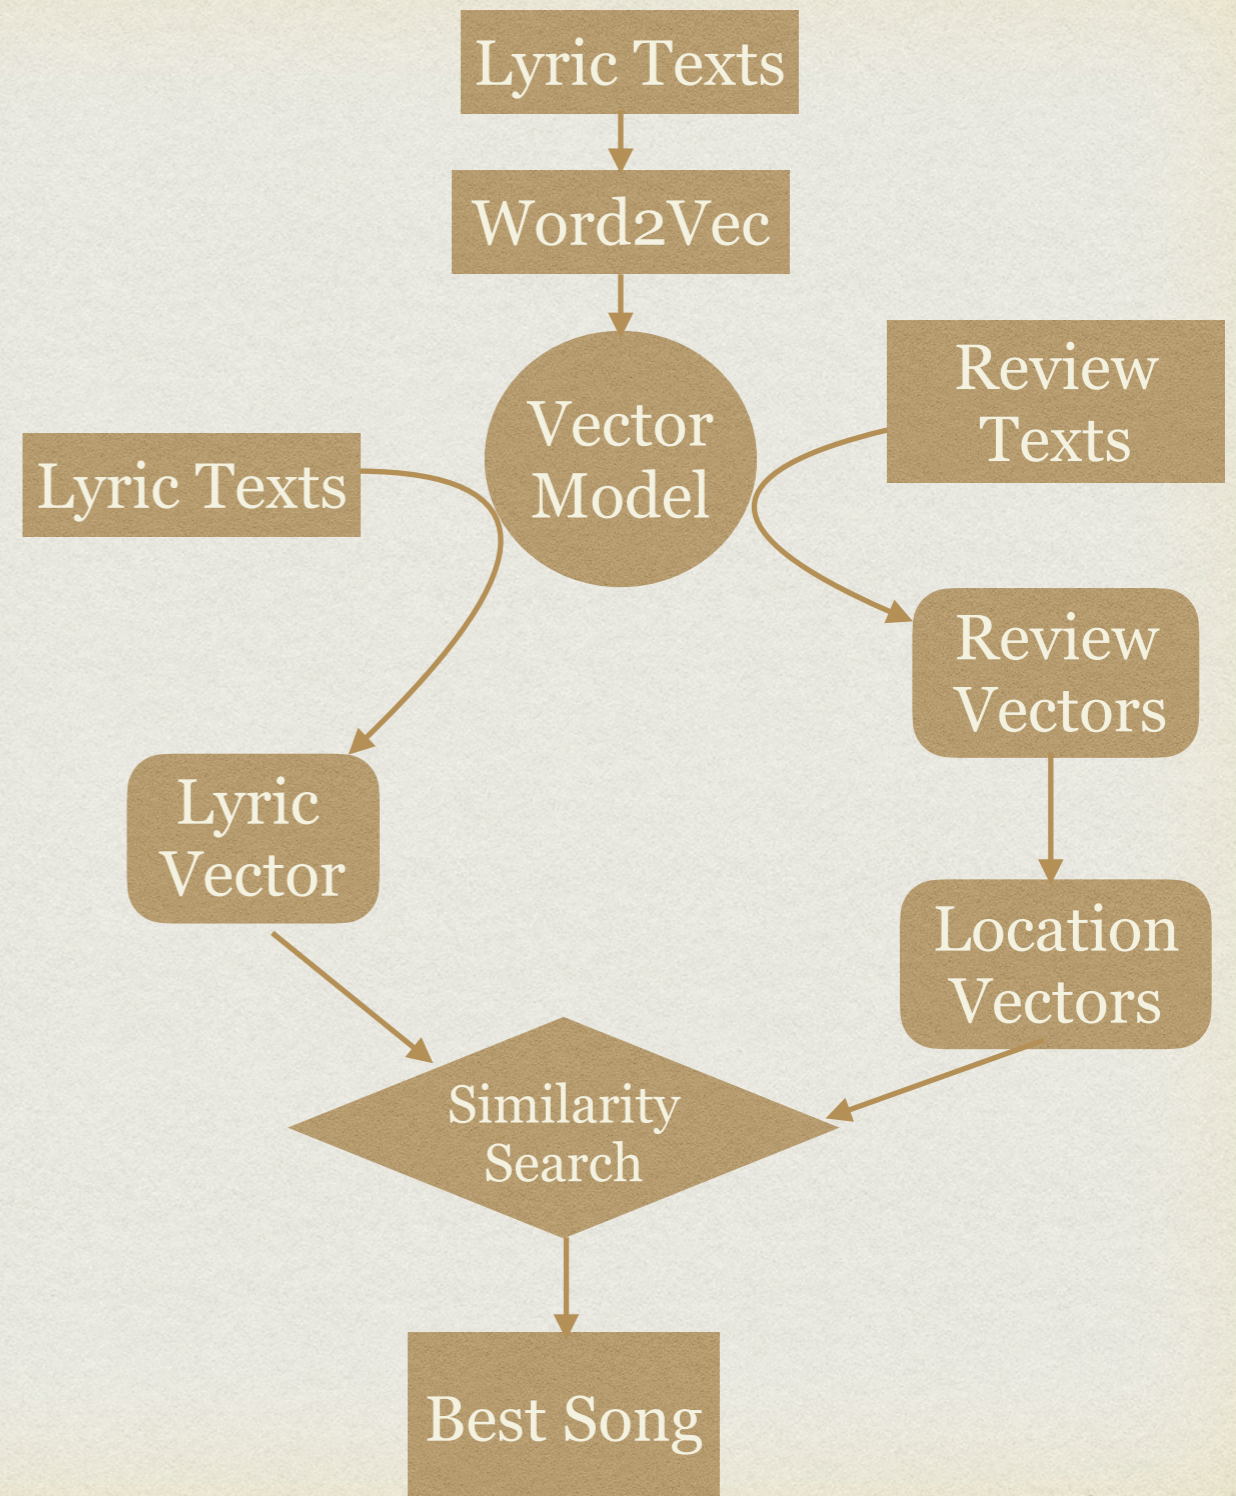 Lyric Texts
Word2Vec
Vector
Model
Review
Texts
Lyric Texts
Review
Vectors
Lyric
Vector
Location
Vectors
Similarity
Search
Best Song